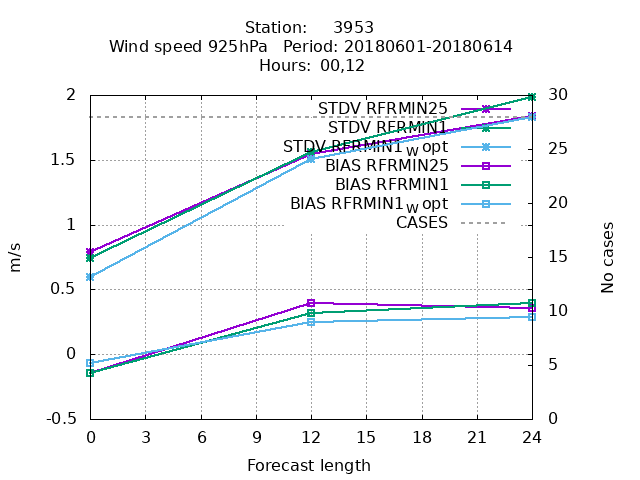 Station: 3953
Wind speed 925hPa Period: 20180601-20180614
Hours: 00,12
STDV RFRMIN25
STDV RFRMIN1
STDV RFRMIN1_W opt
BIAS RFRMIN25
BIAS RFRMIN1
BIAS RFRMIN1_W opt
CASES
2
1.5
1
0.5
0
-0.5
m/s
30
25
20
15
10
5
0
No cases
0 3 6 9 12 15 18 21 24
Forecast length